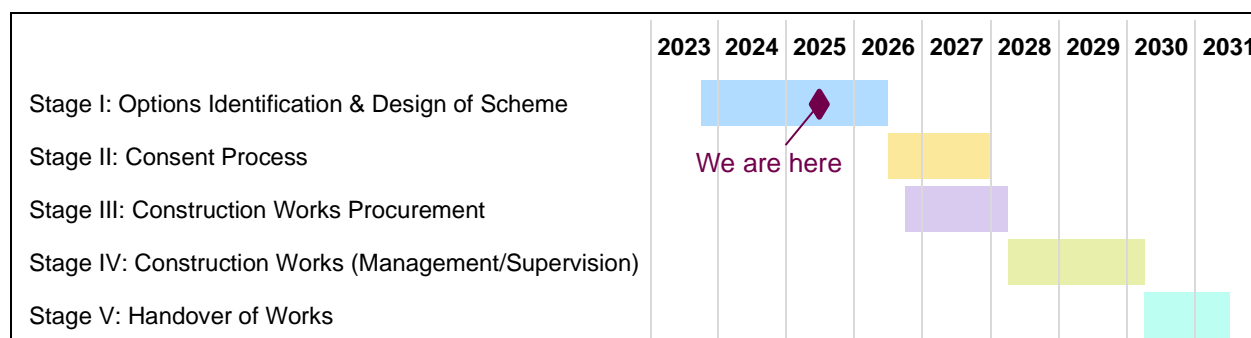 2023 2024 2025 2026 2027 2028 2029 2030 2031
Stage I: Options Identification & Design of Scheme
We are here
Stage II: Consent Process
Stage III: Construction Works Procurement
Stage IV: Construction Works (Management/Supervision)
Stage V: Handover of Works